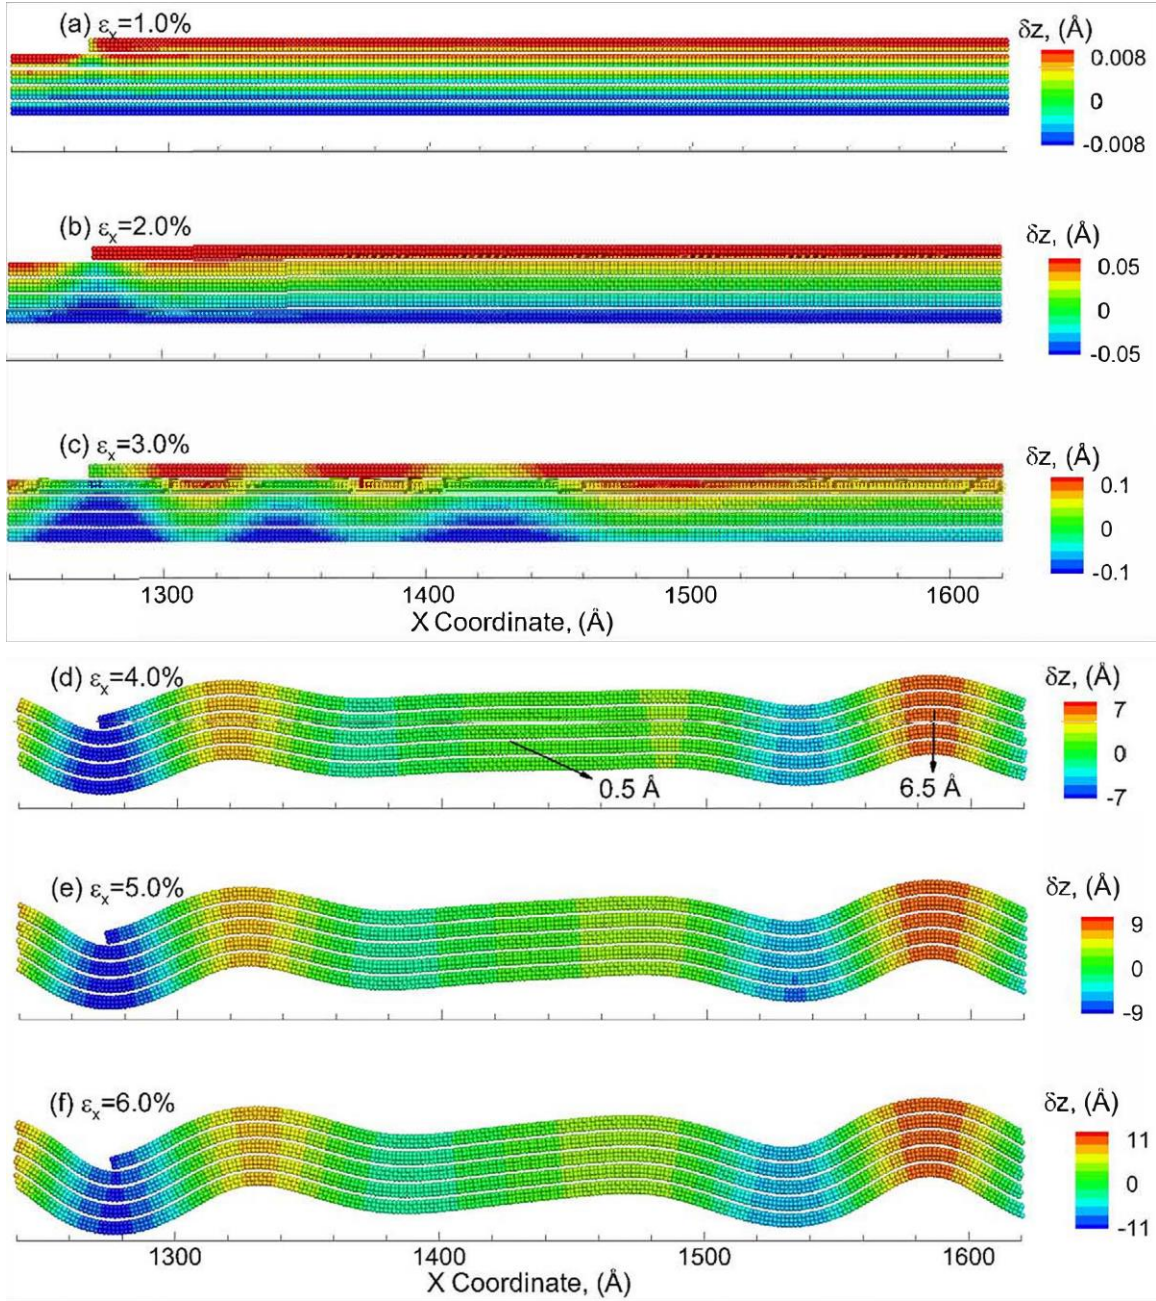 (a) εx=1.0%
δz, (Å)
0.008
0
-0.008
(b) εx=2.0%
δz, (Å)
0.05
0
-0.05
(c) εx=3.0%
δz, (Å)
0.1
0
-0.1
1300 1400 1500 1600
X Coordinate, (Å)
(d) εx=4.0%
δz, (Å)
7
0
-7
0.5 Å
6.5 Å
(e) εx=5.0%
δz, (Å)
9
0
-9
(f) εx=6.0%
δz, (Å)
11
0
-11
1300 1400 1500 1600
X Coordinate, (Å)